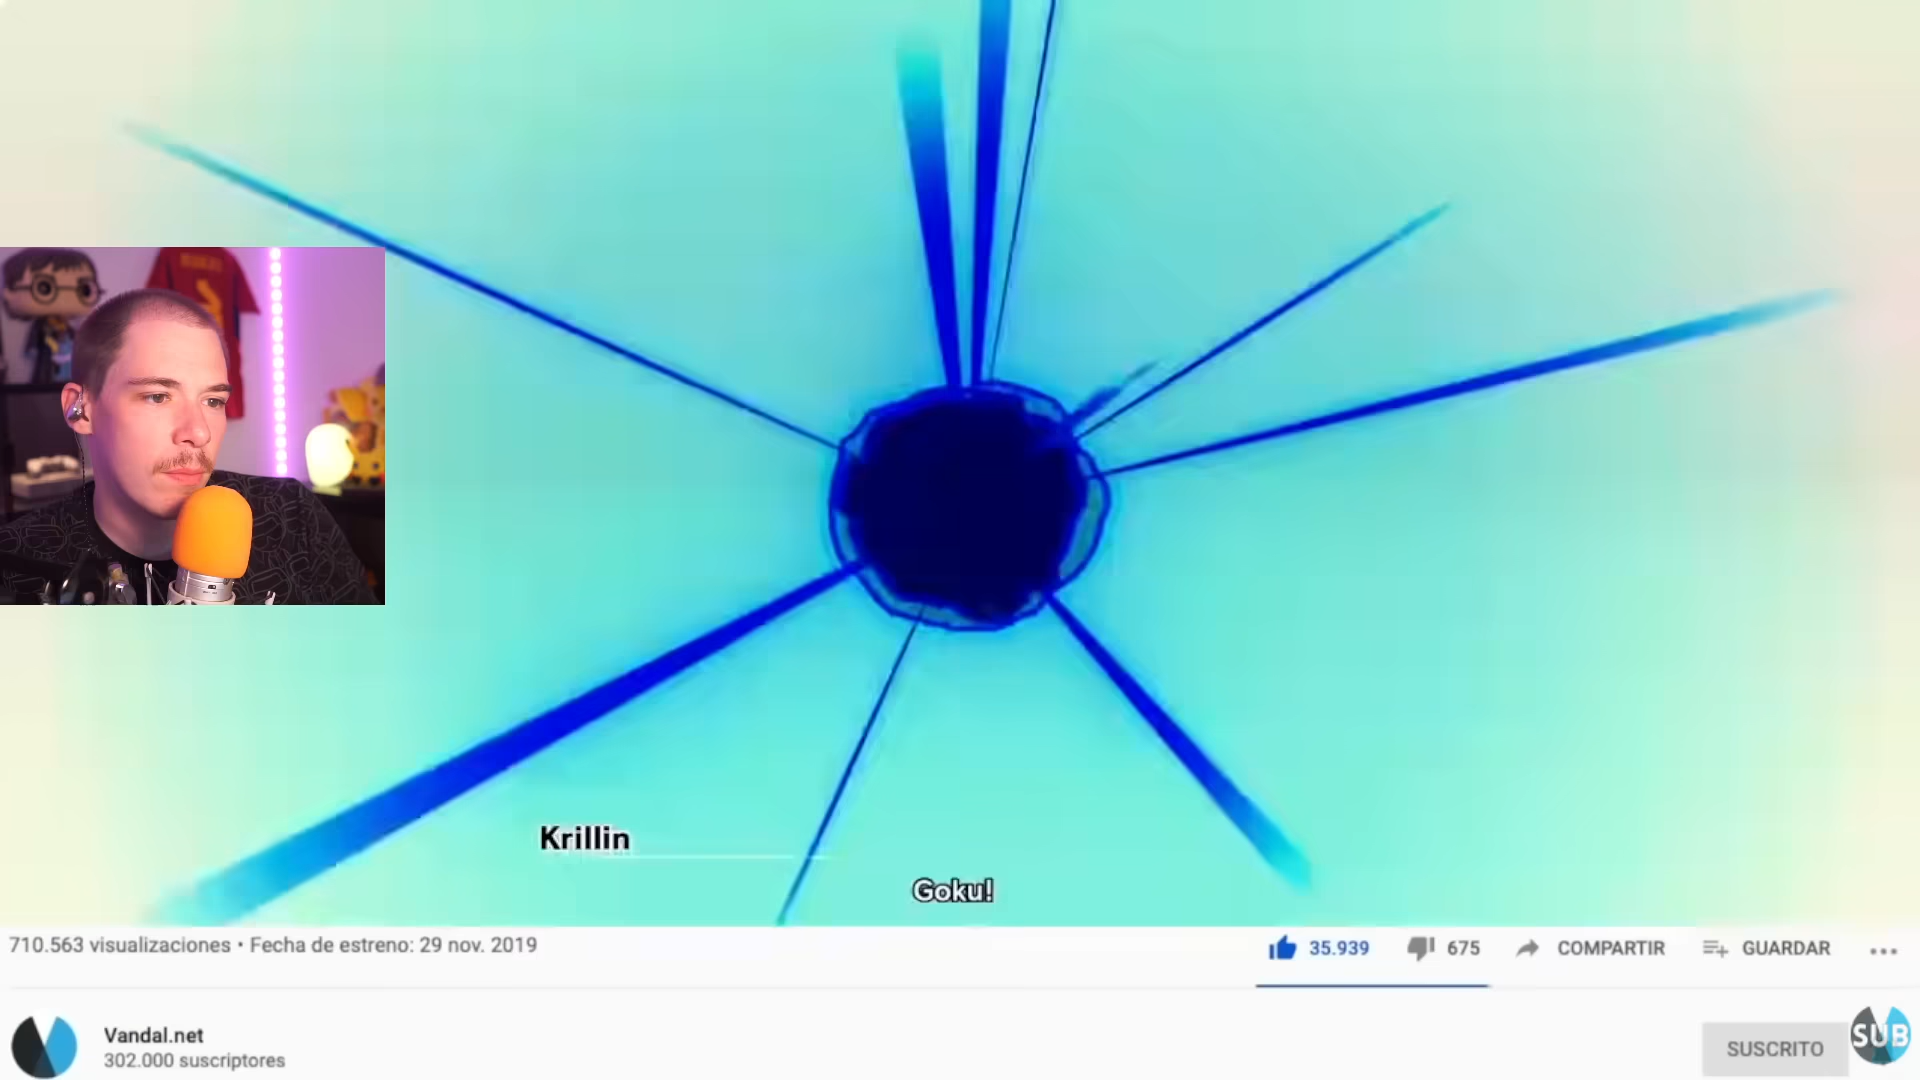 Krillin
Goku!
710.563 visualizaciones • Fecha de estreno: 29 nov. 2019
35.939
675
COMPARTIR
GUARDAR
Vandal.net
302.000 suscriptores
SUSCRITO
SUB